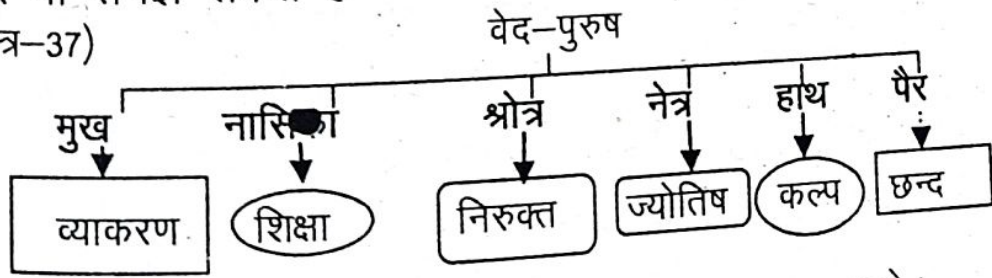 त्र–37)
वेद–पुरुष
मुख नासिका श्रोत्र नेत्र हाथ पैर
व्याकरण शिक्षा निरुक्त ज्योतिष कल्प छन्द